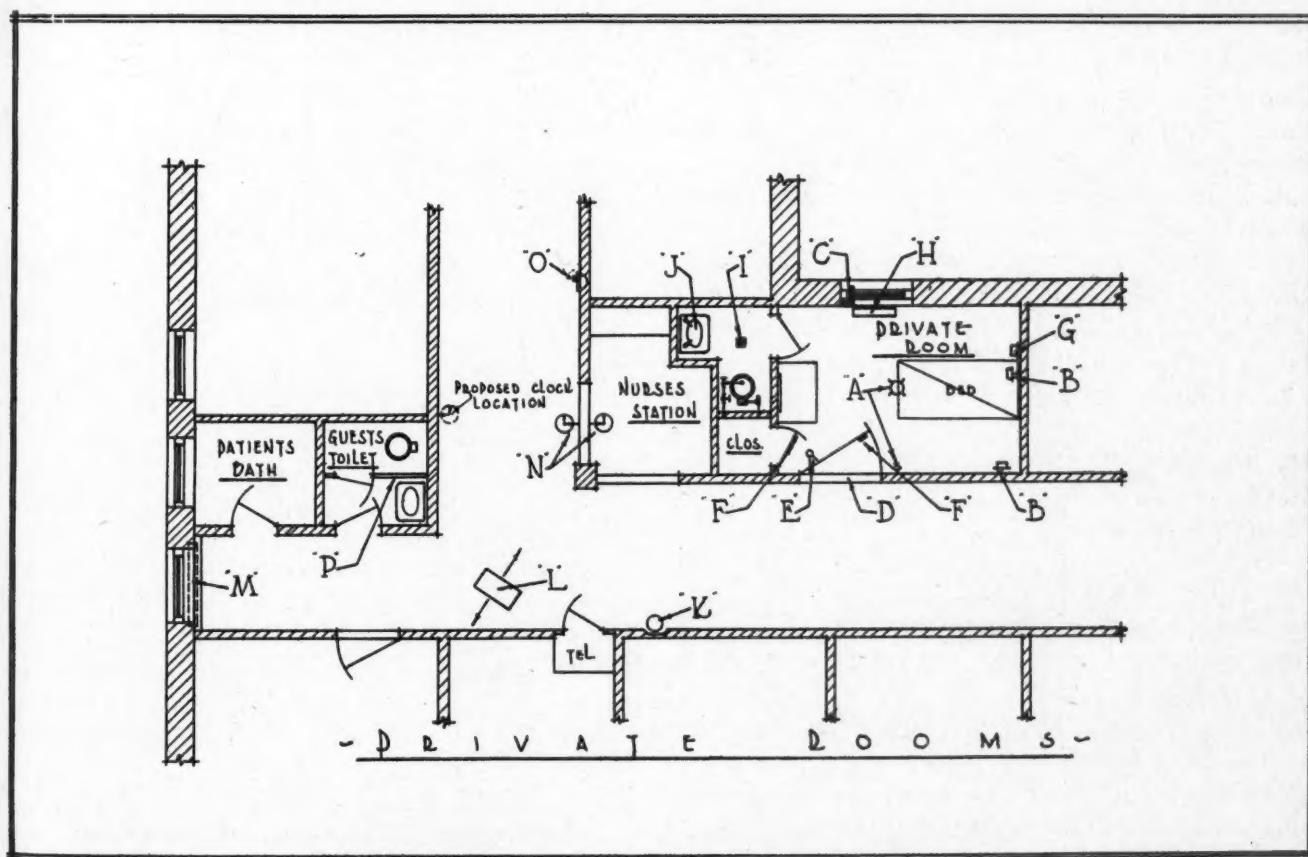 "O"
"J"
"I"
"C"
"H"
PRIVATE
ROOM
"G"
"B"
"A"
BED
PROPOSED CLOCK
LOCATION
NURSES
STATION
CLOS.
PATIENTS
BATH
GUESTS
TOILET
"N"
"F"
"E"
"D"
"F"
"B"
"P"
"M"
"L"
"K"
TEL
- PRIVATE ROOMS -